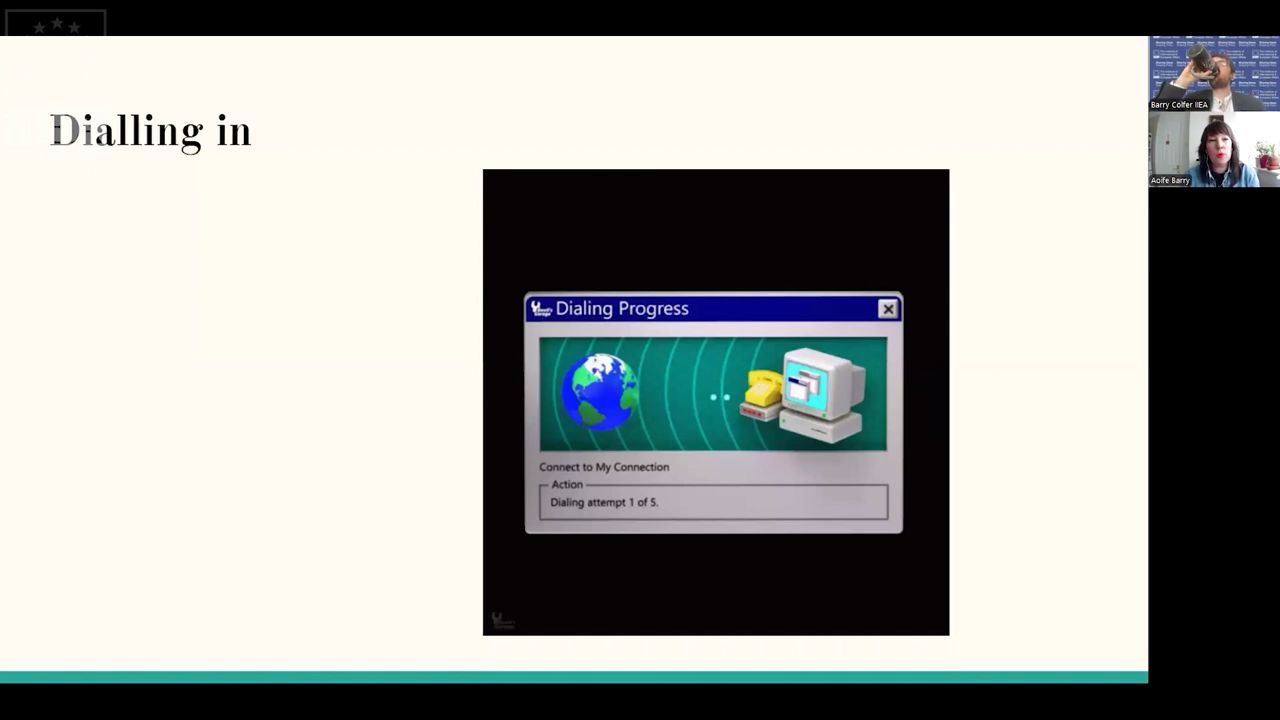 Dialling in
Dialing Progress
Connect to My Connection
Action
Dialing attempt 1 of 5.
Barry Colfer IIEA
Aoife Barry